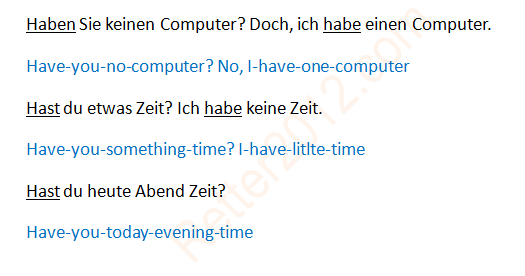 Haben Sie keinen Computer? Doch, ich habe einen Computer.
Have-you-no-computer? No, I-have-one-computer
Hast du etwas Zeit? Ich habe keine Zeit.
Have-you-something-time? I-have-litlte-time
Hast du heute Abend Zeit?
Have-you-today-evening-time
Retter2012.com